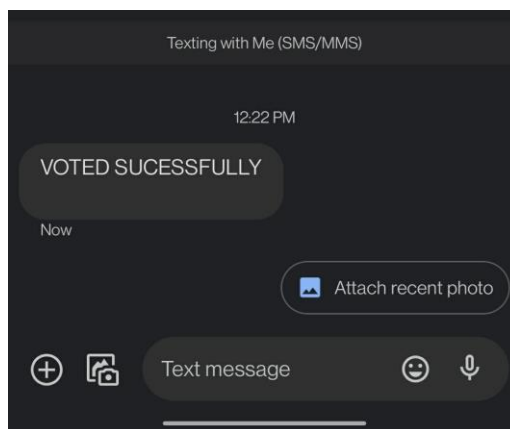 Texting with Me (SMS/MMS)
12:22 PM
VOTED SUCESSFULLY
Now
Attach recent photo
Text message